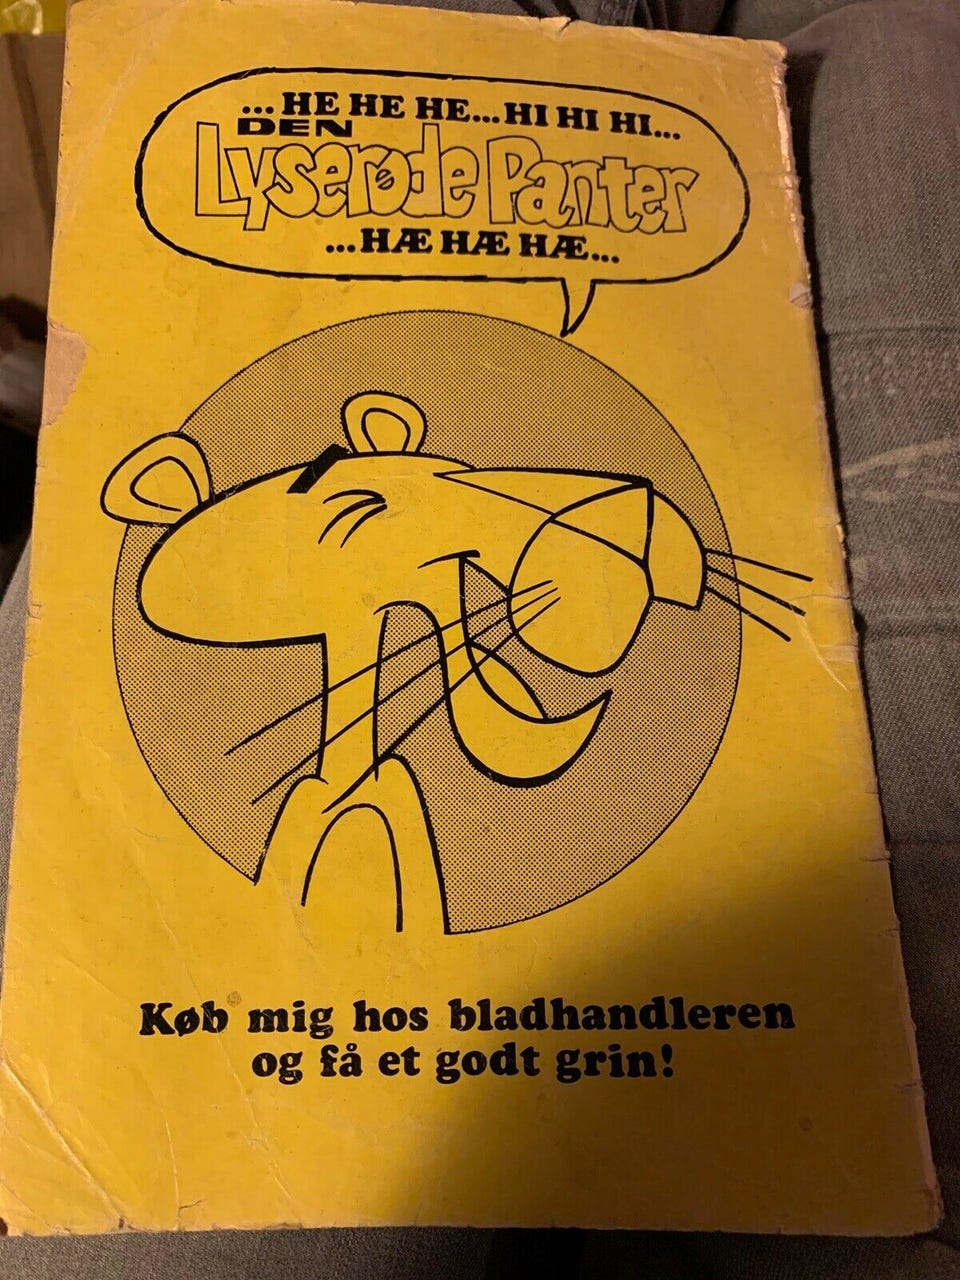 ...HE HE HE...HI HI HI...
DEN
Lyserøde Panter
...HÆ HÆ HÆ...
Køb mig hos bladhandleren
og få et godt grin!